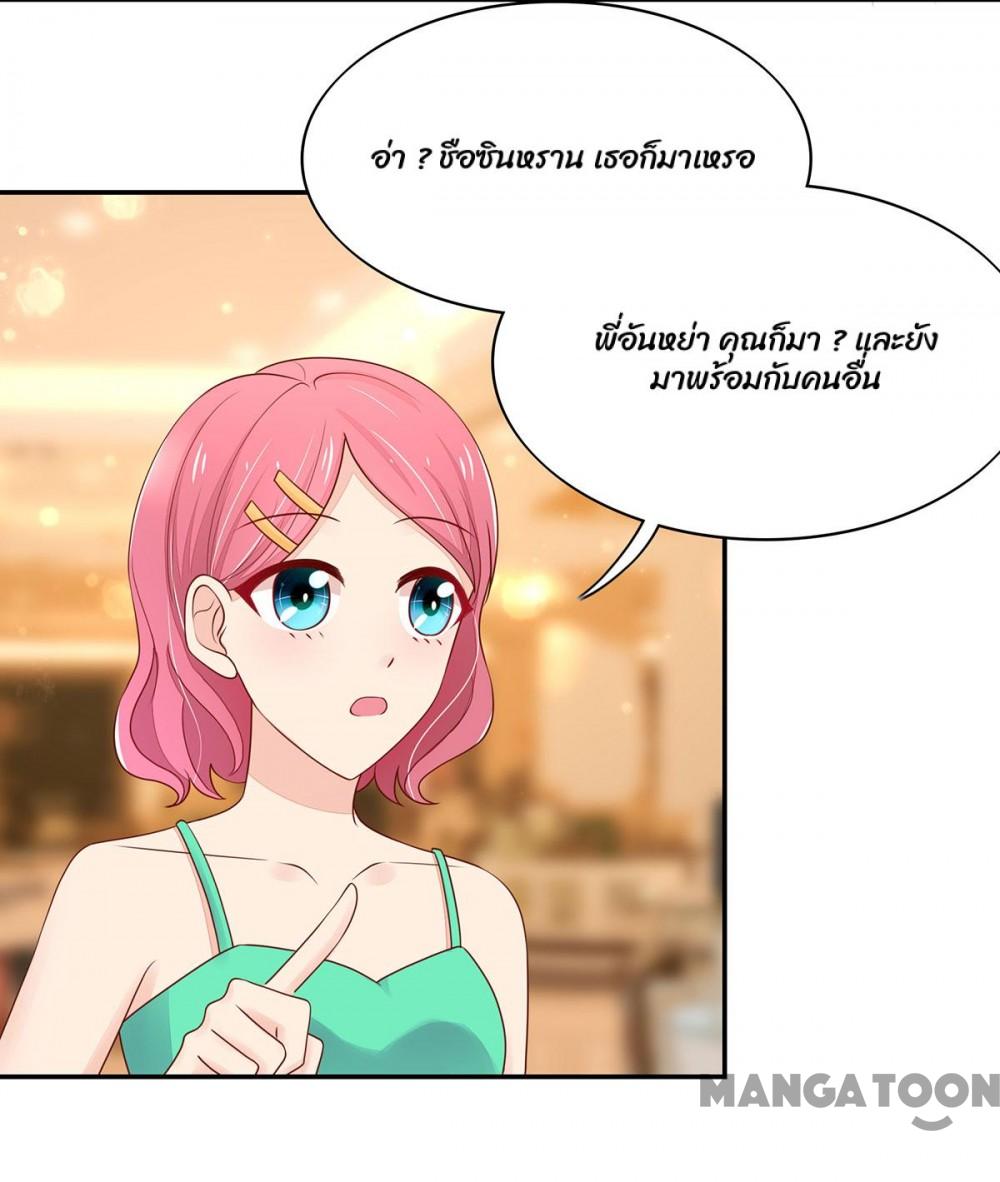 อ่า ? ชือซินหราน เธอก็มาเหรอ
พี่อันหย่า คุณก็มา ? และยัง
มาพร้อมกับคนอื่น
MANGATOON